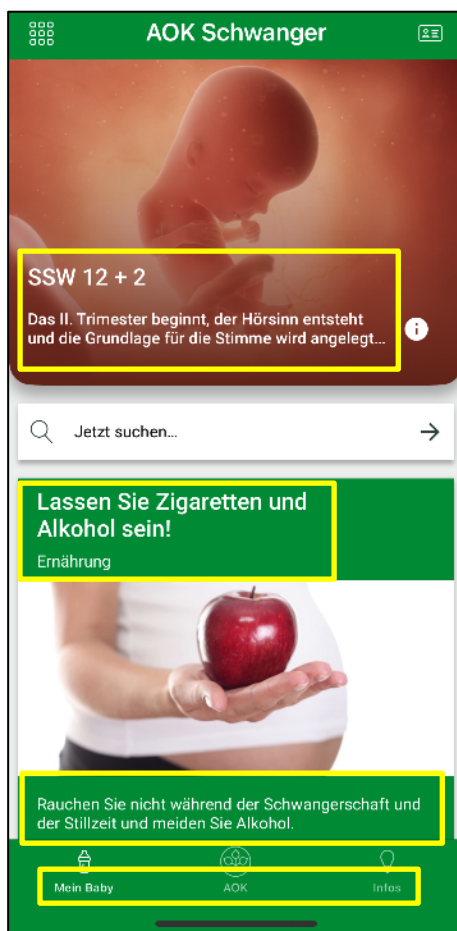 AOK Schwanger
SSW 12 + 2
Das II. Trimester beginnt, der Hörsinn entsteht
und die Grundlage für die Stimme wird angelegt...
Jetzt suchen...
Lassen Sie Zigaretten und
Alkohol sein!
Ernährung
Rauchen Sie nicht während der Schwangerschaft und
der Stillzeit und meiden Sie Alkohol.
Mein Baby AOK Infos